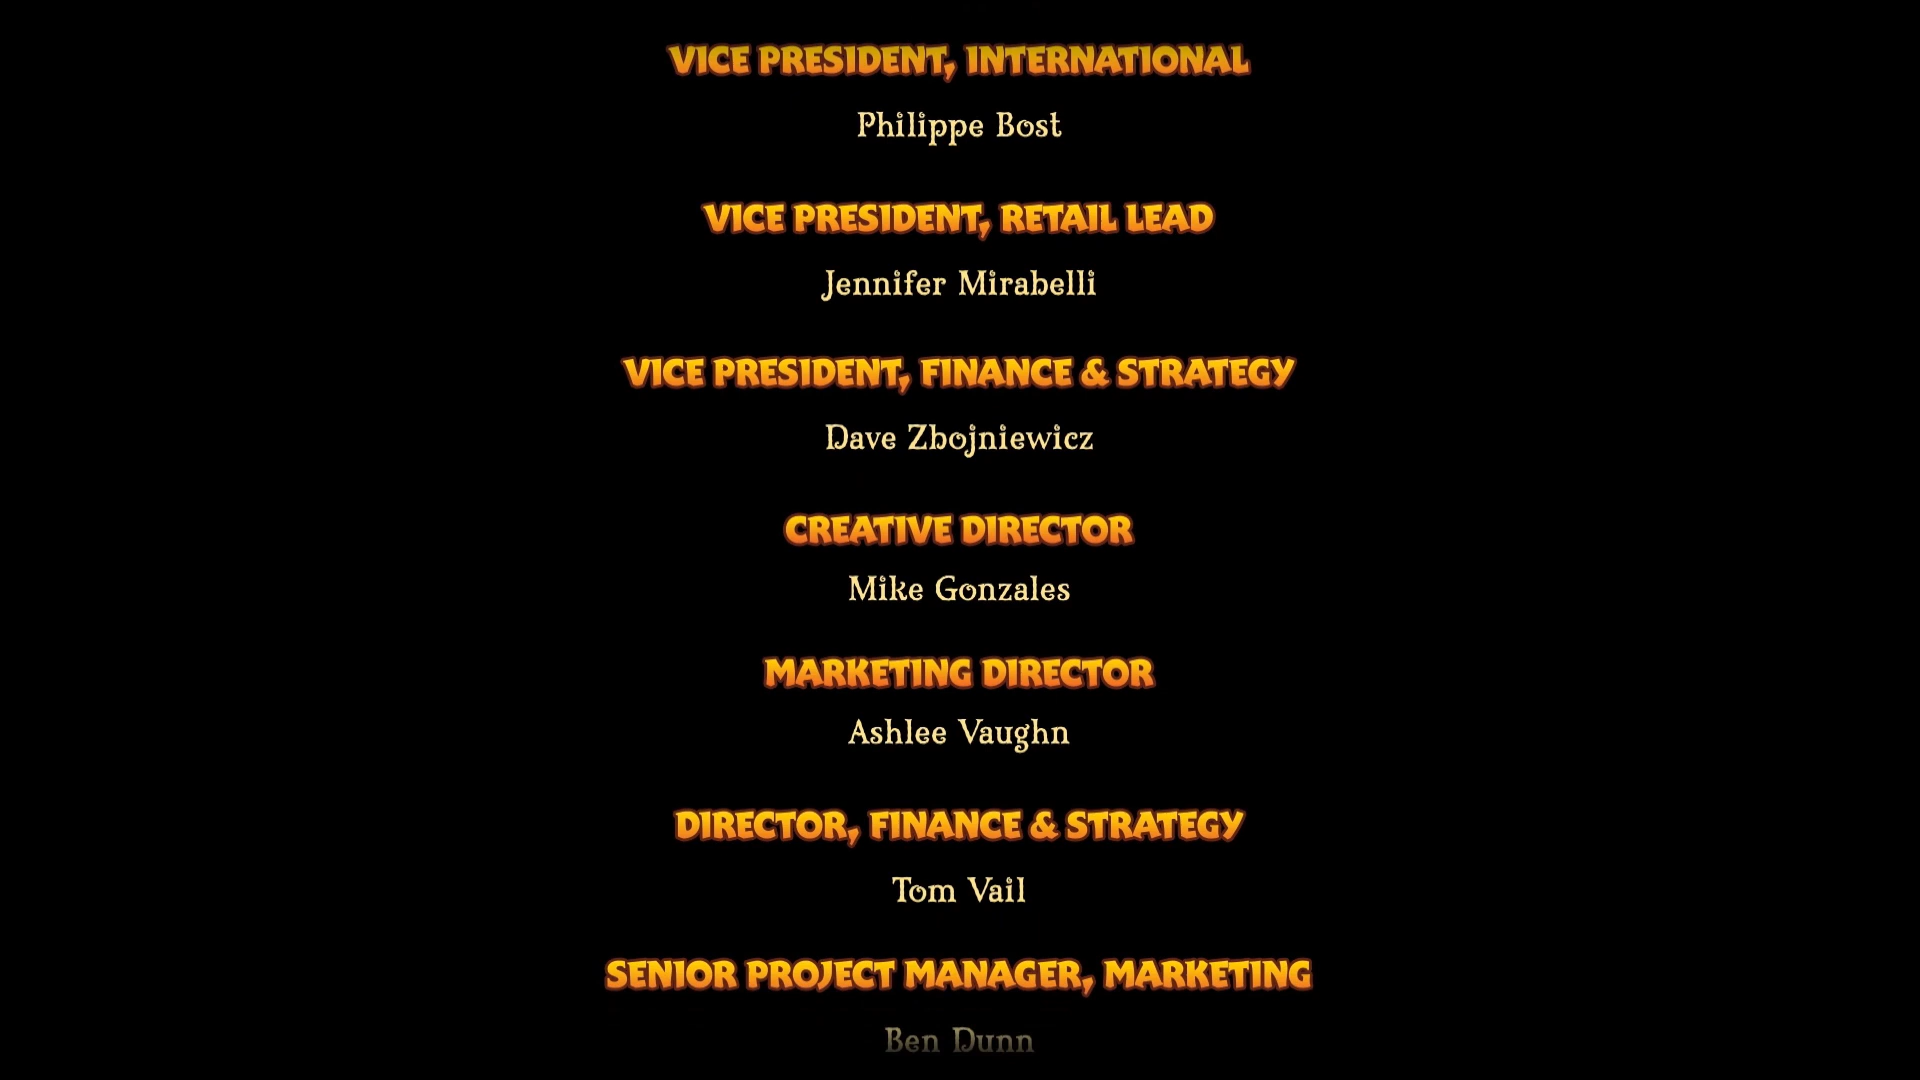 VICE PRESIDENT, INTERNATIONAL
Philippe Bost
VICE PRESIDENT, RETAIL LEAD
Jennifer Mirabelli
VICE PRESIDENT, FINANCE & STRATEGY
Dave Zbojniewicz
CREATIVE DIRECTOR
Mike Gonzales
MARKETING DIRECTOR
Ashlee Vaughn
DIRECTOR, FINANCE & STRATEGY
Tom Vail
SENIOR PROJECT MANAGER, MARKETING
Ben Dunn